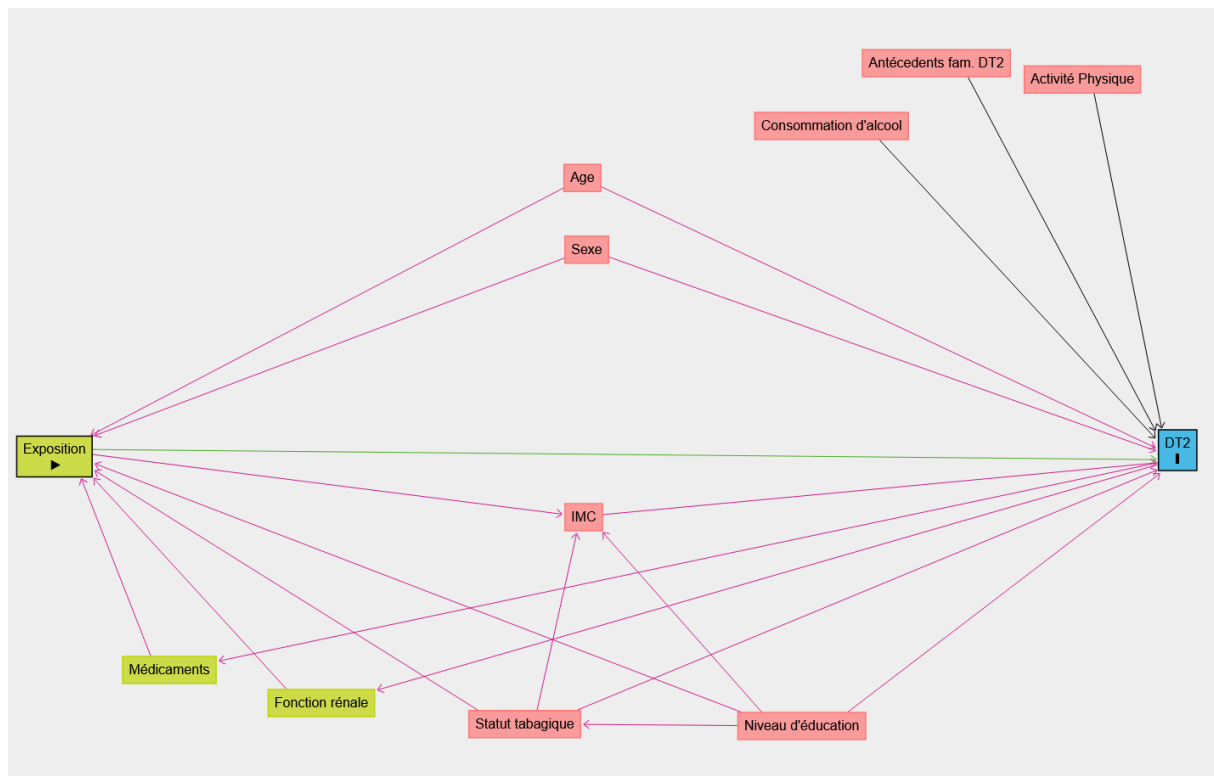 Antécedents fam. DT2
Activité Physique
Consommation d'alcool
Age
Sexe
Exposition
DT2
IMC
Médicaments
Fonction rénale
Statut tabagique
Niveau d'éducation